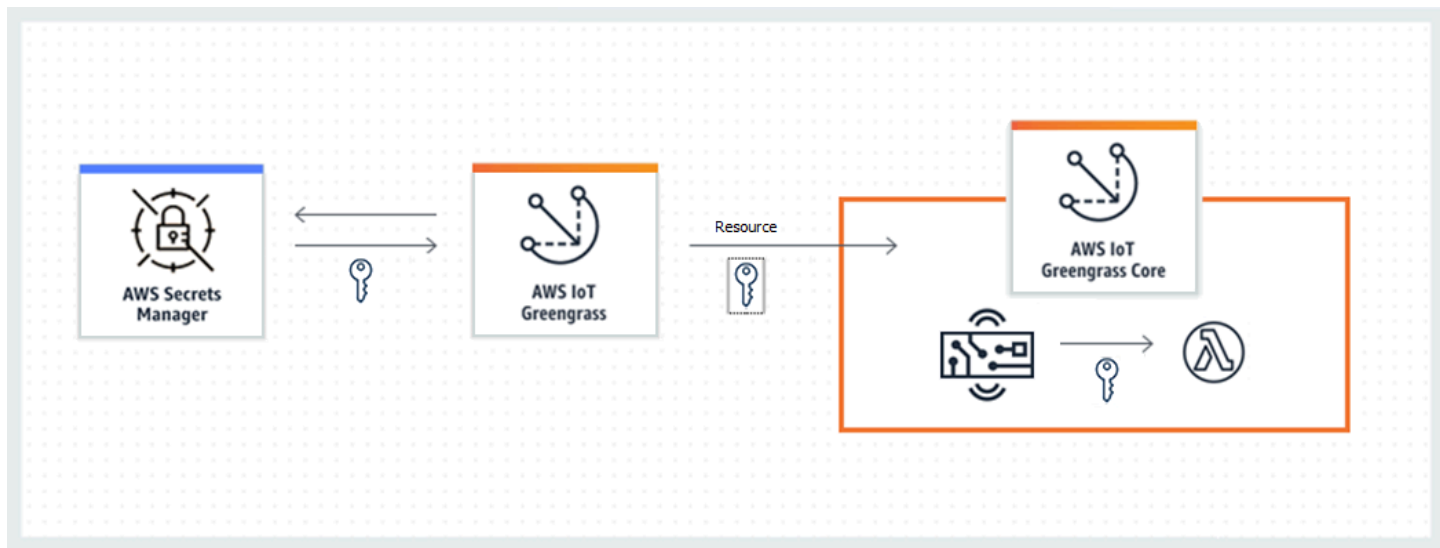 AWS Secrets
Manager
AWS IoT
Greengrass
Resource
AWS IoT
Greengrass Core